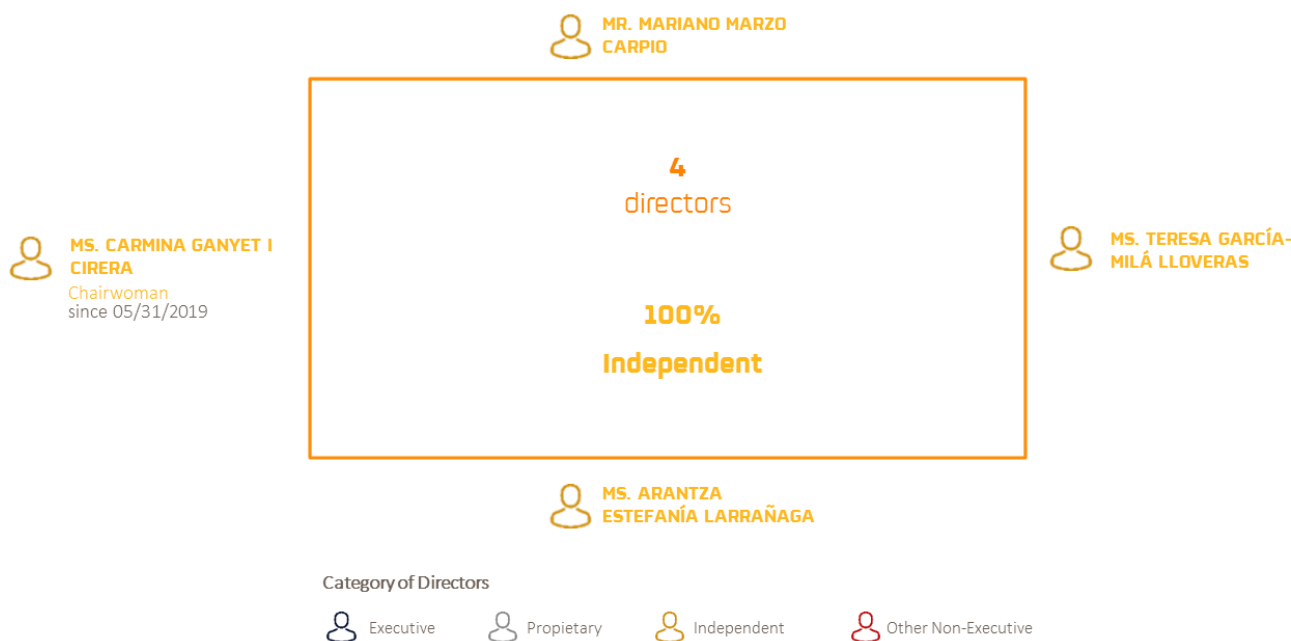 MR. MARIANO MARZO
CARPIO
4
directors
MS. CARMINA GANYET I
CIRERA
Chairwoman
since 05/31/2019
MS. TERESA GARCÍA-
MILÁ LLOVERAS
100%
Independent
MS. ARANTZA
ESTEFANÍA LARRAÑAGA
Category of Directors
Executive
Propietary
Independent
Other Non-Executive